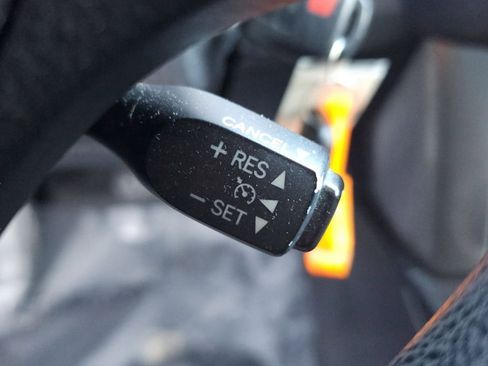 CANCEL ▼
+ RES ▲
− SET ▼